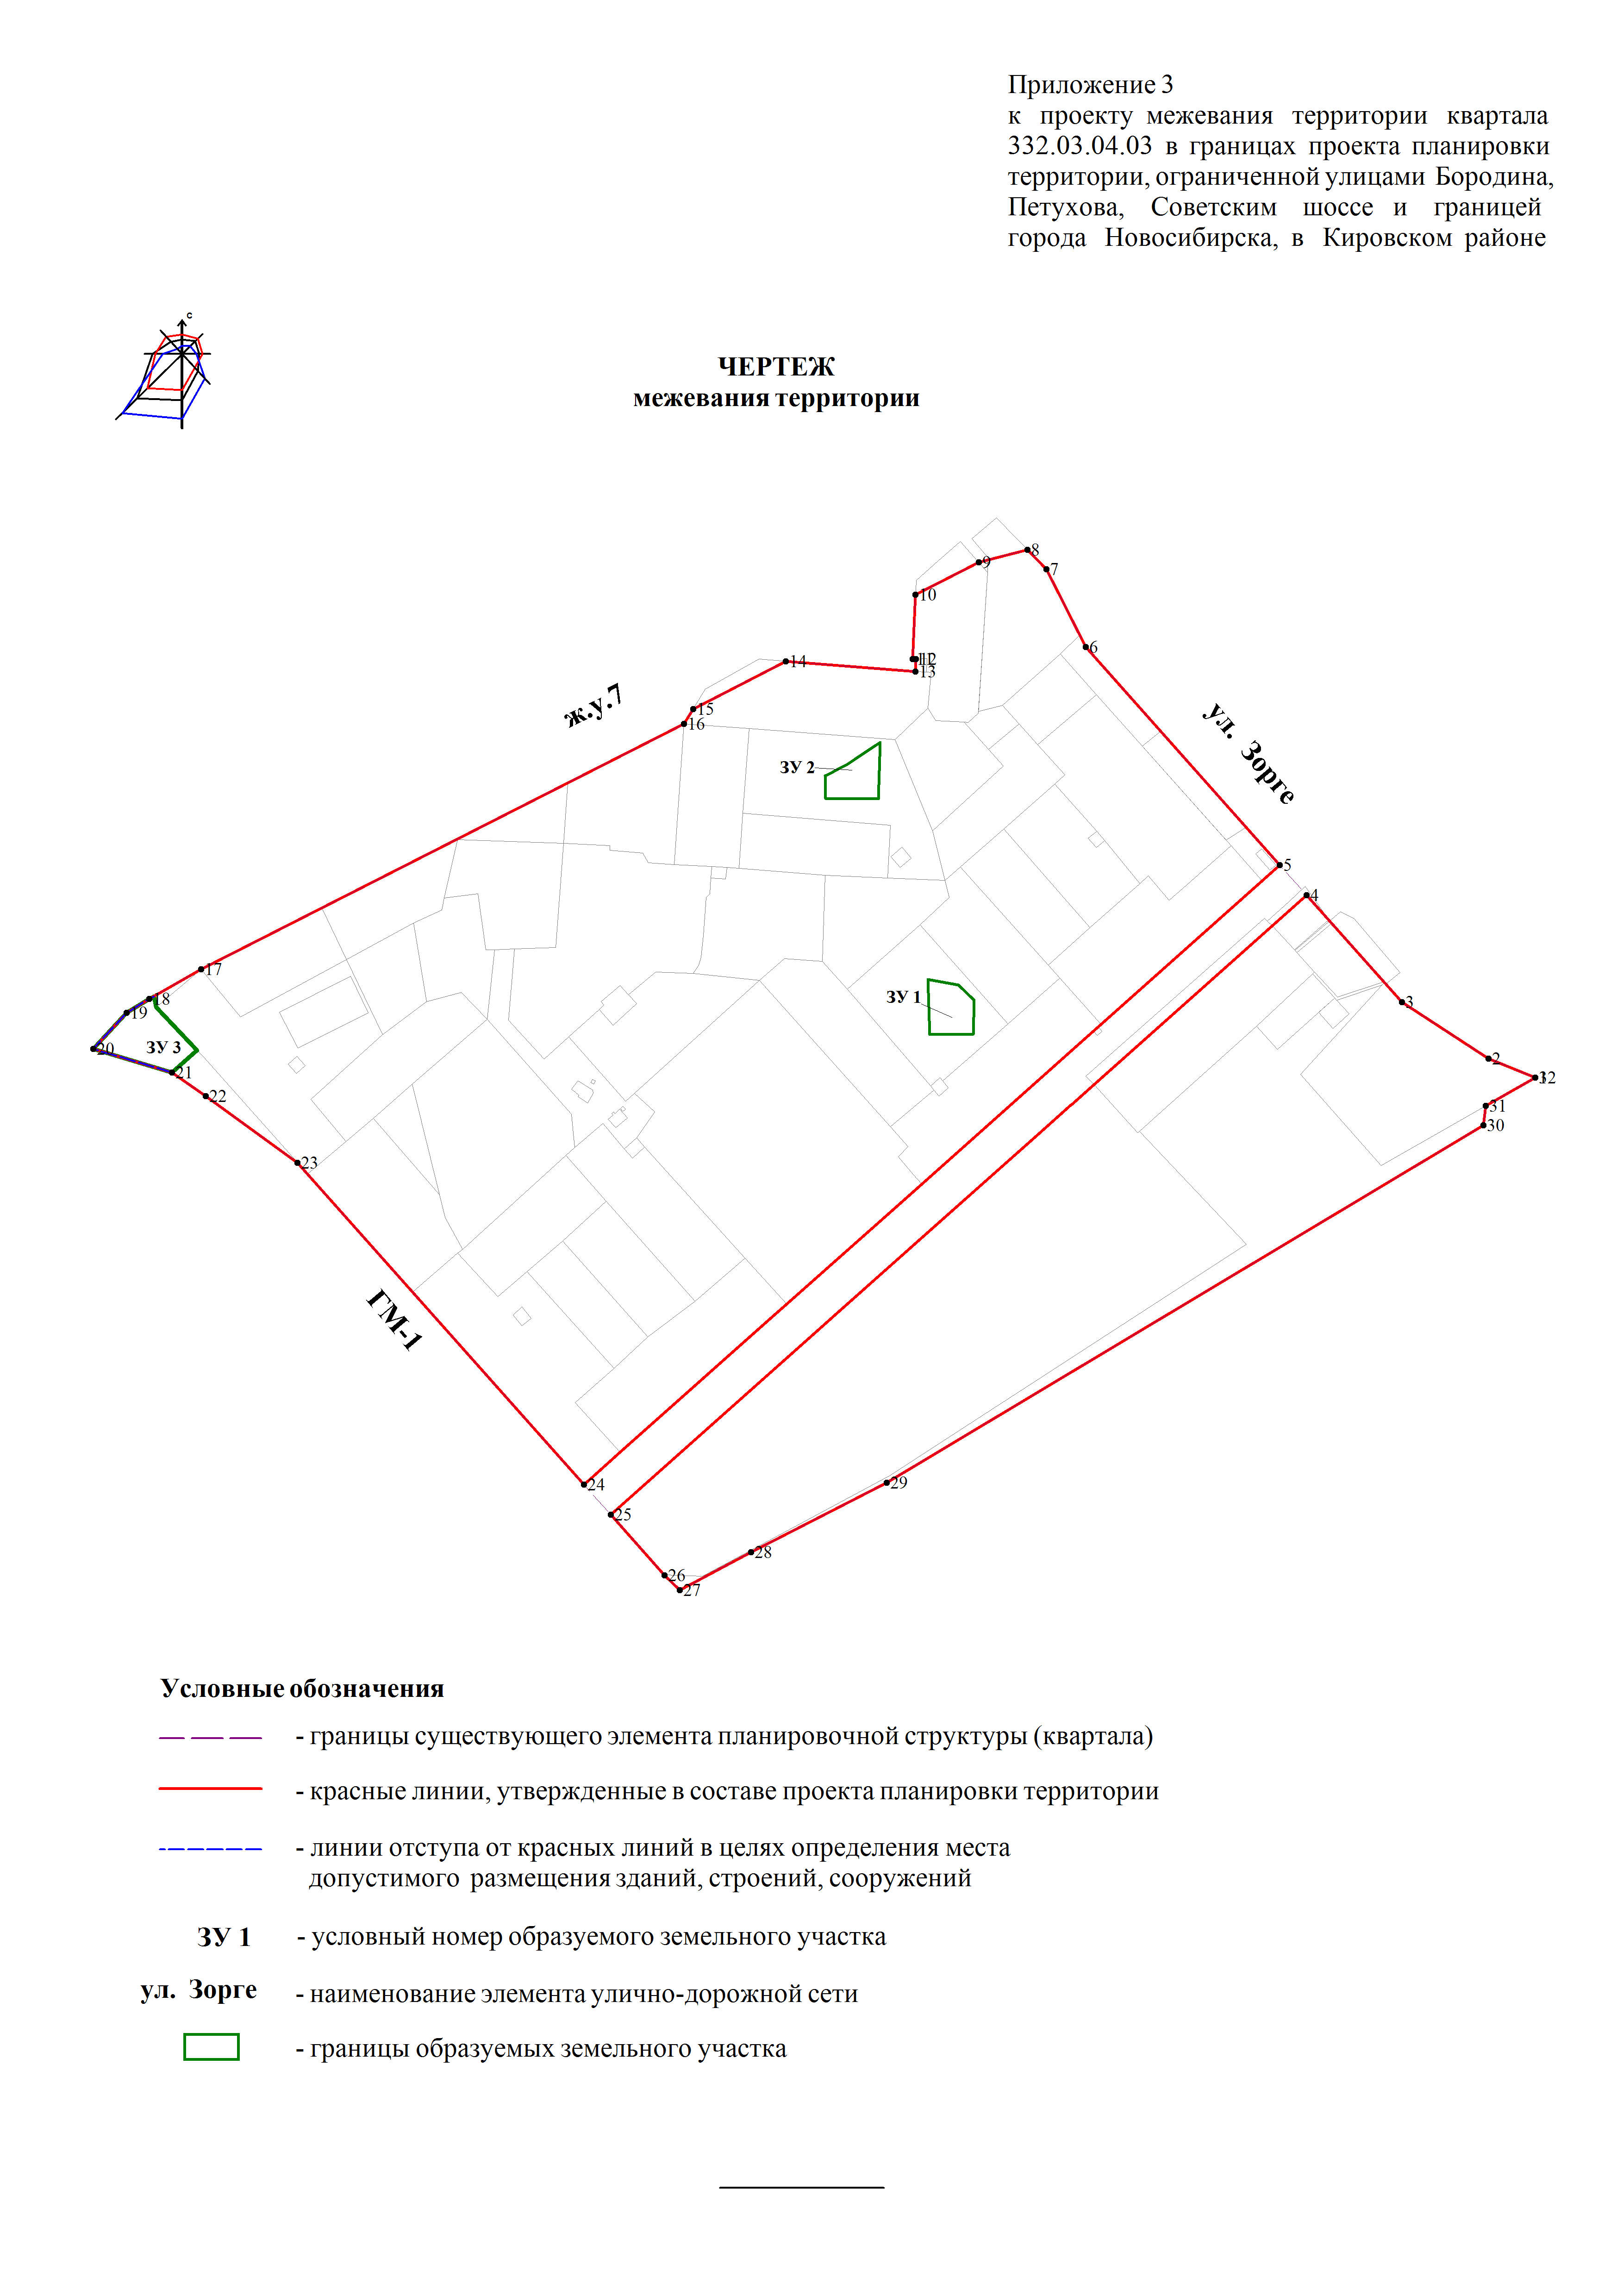 Приложение 3
к проекту межевания территории квартала
332.03.04.03 в границах проекта планировки
территории, ограниченной улицами Бородина,
Петухова, Советским шоссе и границей
города Новосибирска, в Кировском районе
с
ЧЕРТЕЖ
межевания территории
8
9
7
10
6
11
12
14
13
ж.у.7
15
16
ул. Зорге
ЗУ 2
5
4
17
ЗУ 1
18
3
19
20
ЗУ 3
2
21
1
32
22
31
30
23
ГМ-1
24
29
25
28
26
27
Условные обозначения
- границы существующего элемента планировочной структуры (квартала)
- красные линии, утвержденные в составе проекта планировки территории
- линии отступа от красных линий в целях определения места
допустимого размещения зданий, строений, сооружений
ЗУ 1 - условный номер образуемого земельного участка
ул. Зорге - наименование элемента улично-дорожной сети
- границы образуемых земельного участка